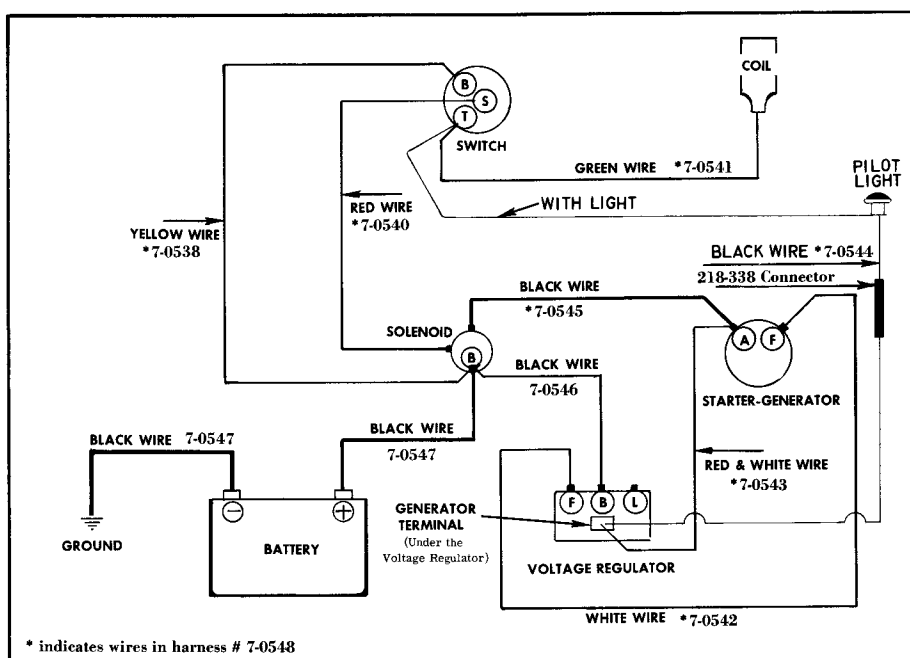 B
S
T
SWITCH
COIL
GREEN WIRE *7-0541
PILOT
LIGHT
WITH LIGHT
RED WIRE
*7-0540
YELLOW WIRE
*7-0538
BLACK WIRE *7-0544
218-338 Connector
BLACK WIRE
*7-0545
SOLENOID
B
A
F
STARTER-GENERATOR
BLACK WIRE
7-0546
BLACK WIRE 7-0547
BLACK WIRE
7-0547
RED & WHITE WIRE
*7-0543
F
B
L
GENERATOR
TERMINAL
(Under the
Voltage Regulator)
VOLTAGE REGULATOR
−
+
BATTERY
GROUND
WHITE WIRE *7-0542
* indicates wires in harness # 7-0548